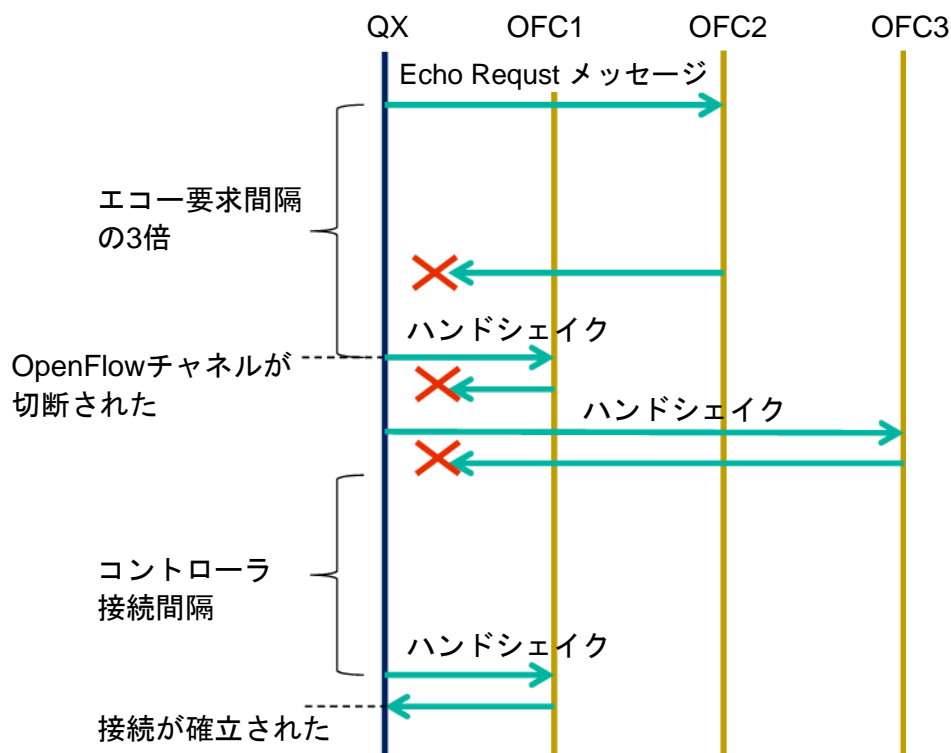 QX OFC1 OFC2 OFC3
Echo Requst メッセージ
エコー要求間隔
の3倍
ハンドシェイク
OpenFlowチャネルが
切断された
ハンドシェイク
コントローラ
接続間隔
ハンドシェイク
接続が確立された